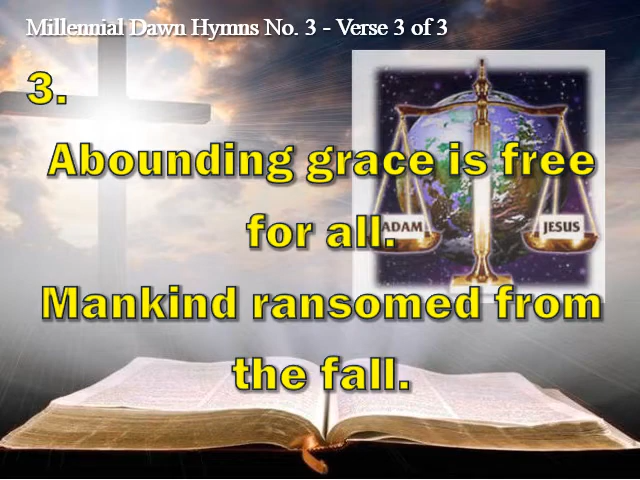 Millennial Dawn Hymns No. 3 - Verse 3 of 3
3.
Abounding grace is free
for all.
ADAM
JESUS
Mankind ransomed from
the fall.